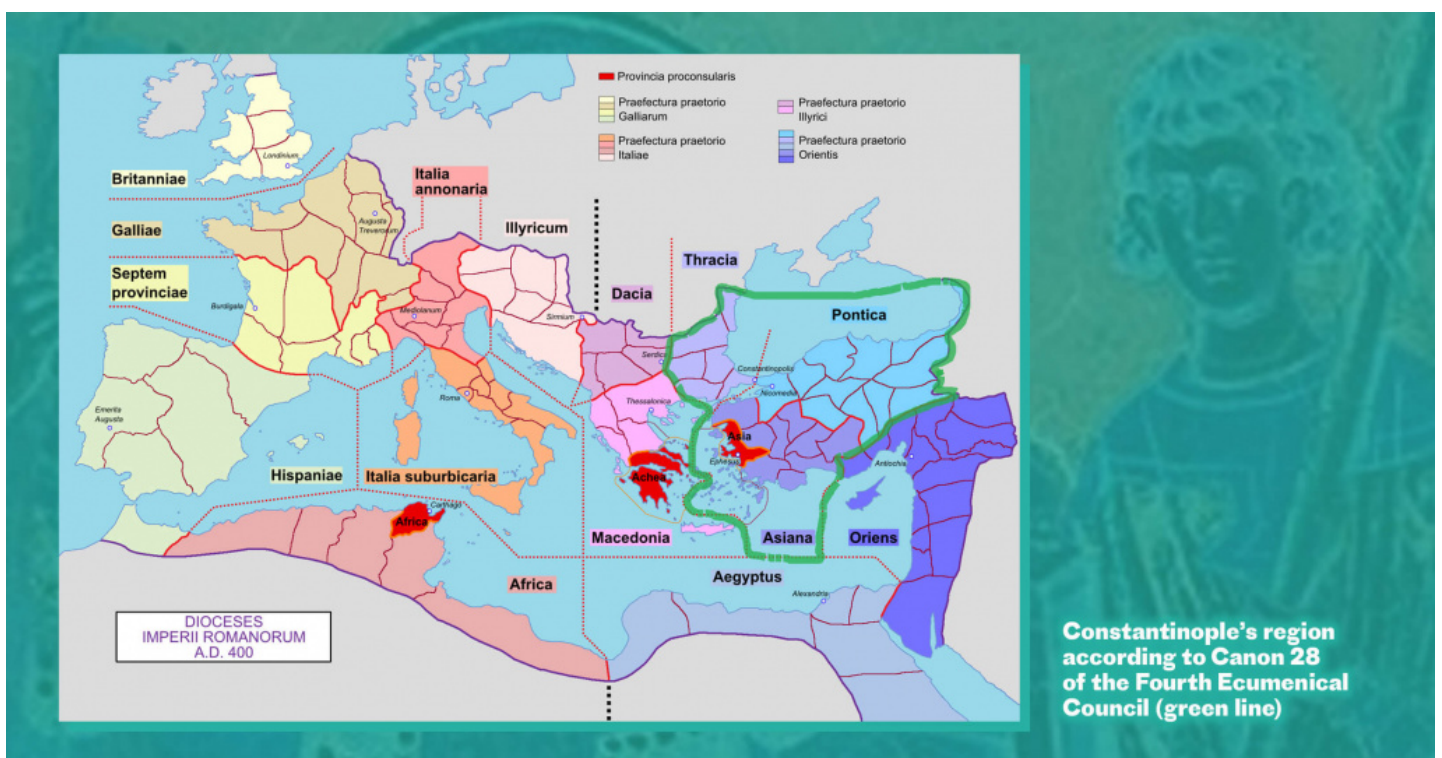 Provincia proconsularis
Praefectura praetorio
Galliarum
Praefectura praetorio
Italiae
Praefectura praetorio
Illyrici
Praefectura praetorio
Orientis
Londinium
Britanniae
Italia
annonaria
Augusta
Treverorum
Galliae
Illyricum
Thracia
Septem
provinciae
Dacia
Burdigala
Mediolanum
Sirmium
Pontica
Serdica
Constantinopolis
Nicomedia
Roma
Thessalonica
Emerita
Augusta
Asia
Ephesus
Antiochia
Hispaniae
Italia suburbicaria
Achea
Carthago
Africa
Macedonia
Asiana
Oriens
Africa
Aegyptus
Alexandria
DIOCESES
IMPERII ROMANORUM
A.D. 400
Constantinople's region
according to Canon 28
of the Fourth Ecumenical
Council (green line)